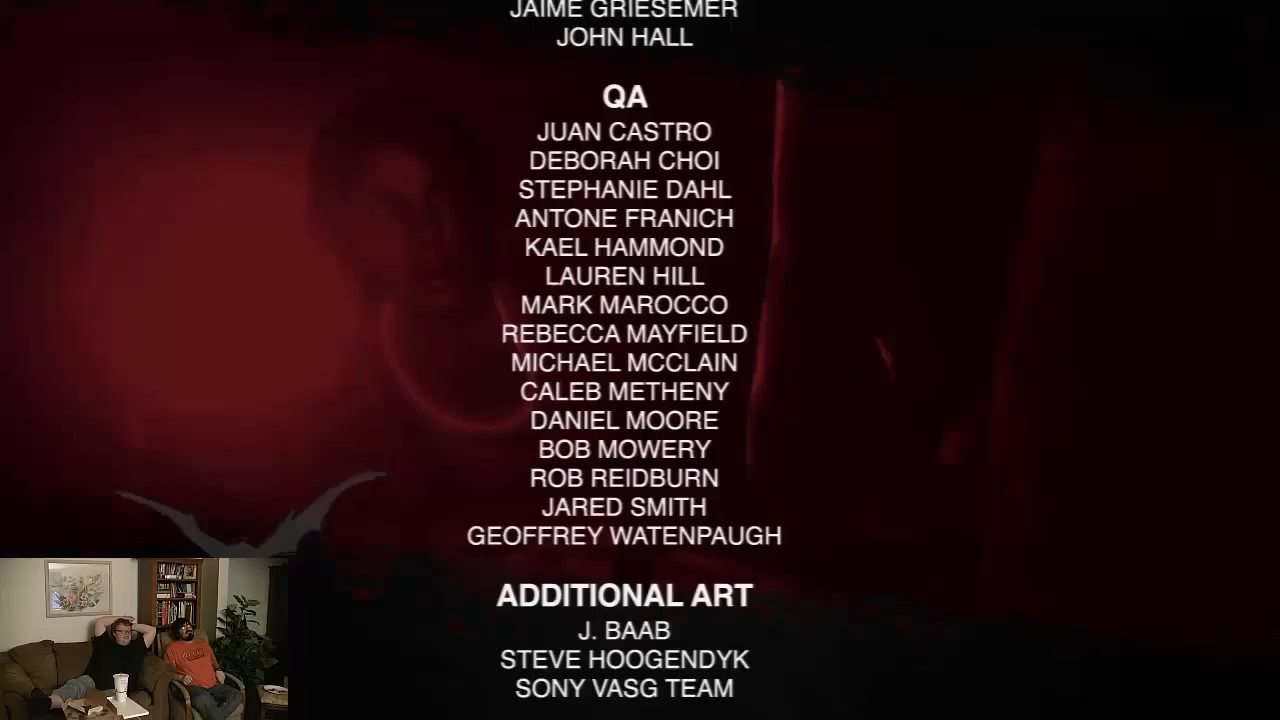 JAIME GRIESEMER
JOHN HALL
QA
JUAN CASTRO
DEBORAH CHOI
STEPHANIE DAHL
ANTONE FRANICH
KAEL HAMMOND
LAUREN HILL
MARK MAROCCO
REBECCA MAYFIELD
MICHAEL MCCLAIN
CALEB METHENY
DANIEL MOORE
BOB MOWERY
ROB REIDBURN
JARED SMITH
GEOFFREY WATENPAUGH
ADDITIONAL ART
J. BAAB
STEVE HOOGENDYK
SONY VASG TEAM